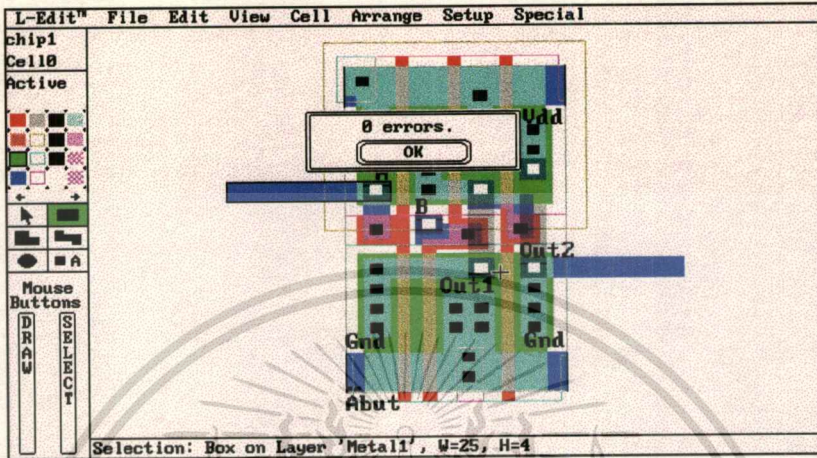 L-Edit™ File Edit View Cell Arrange Setup Special
chip1
Cell0
Active
0 errors.
OK
Vdd
A
B
Out2
Out1
Gnd
Gnd
Abut
A
Mouse
Buttons
DRAW
SELECT
Selection: Box on Layer 'Metal1', W=25, H=4